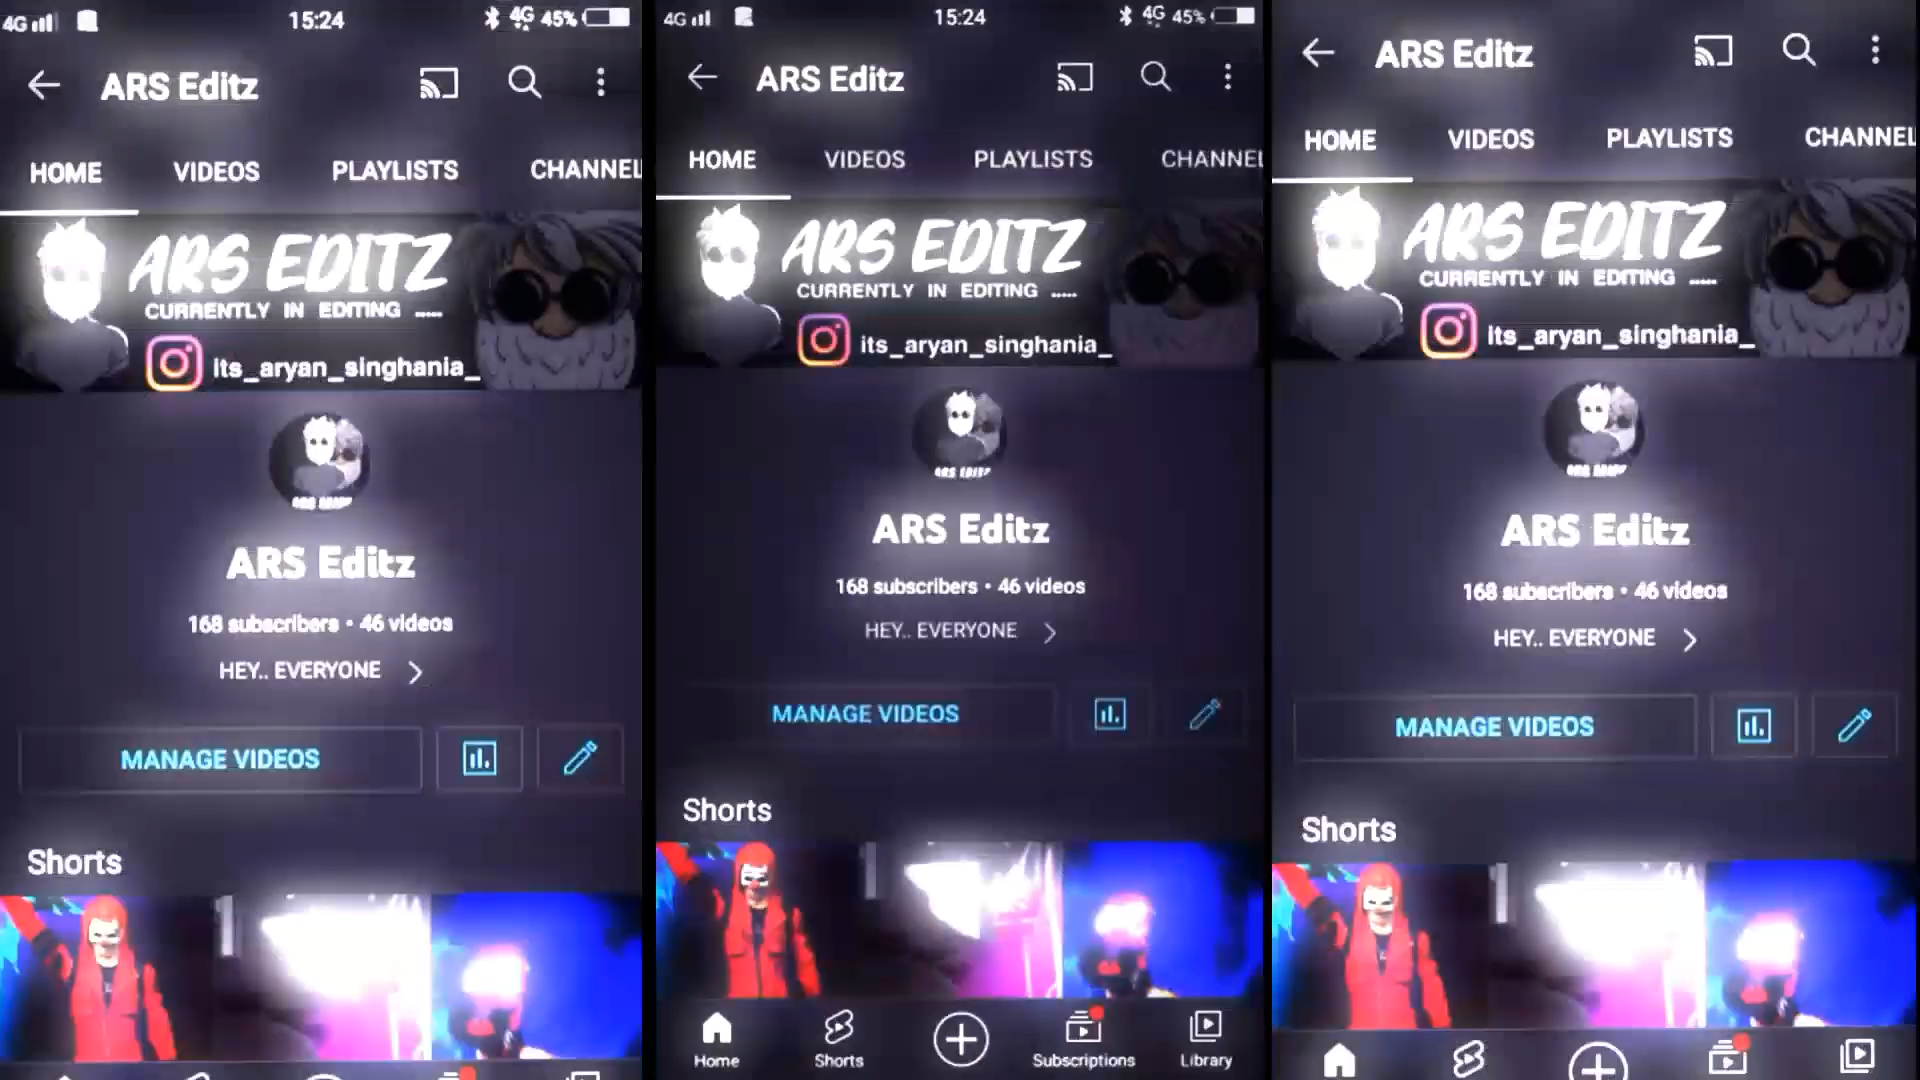 4G 15:24 4G 45%
ARS Editz
HOME VIDEOS PLAYLISTS CHANNEL
ARS EDITZ
CURRENTLY IN EDITING .....
its_aryan_singhania_
ARS Editz
168 subscribers • 46 videos
HEY.. EVERYONE
MANAGE VIDEOS
Shorts
4G 15:24 4G 45%
ARS Editz
HOME VIDEOS PLAYLISTS CHANNEL
ARS EDITZ
CURRENTLY IN EDITING .....
its_aryan_singhania_
ARS EDITZ
ARS Editz
168 subscribers • 46 videos
HEY.. EVERYONE
MANAGE VIDEOS
Shorts
Home Shorts Subscriptions Library
ARS Editz
HOME VIDEOS PLAYLISTS CHANNEL
ARS EDITZ
CURRENTLY IN EDITING .....
its_aryan_singhania_
ARS Editz
168 subscribers • 46 videos
HEY.. EVERYONE
MANAGE VIDEOS
Shorts